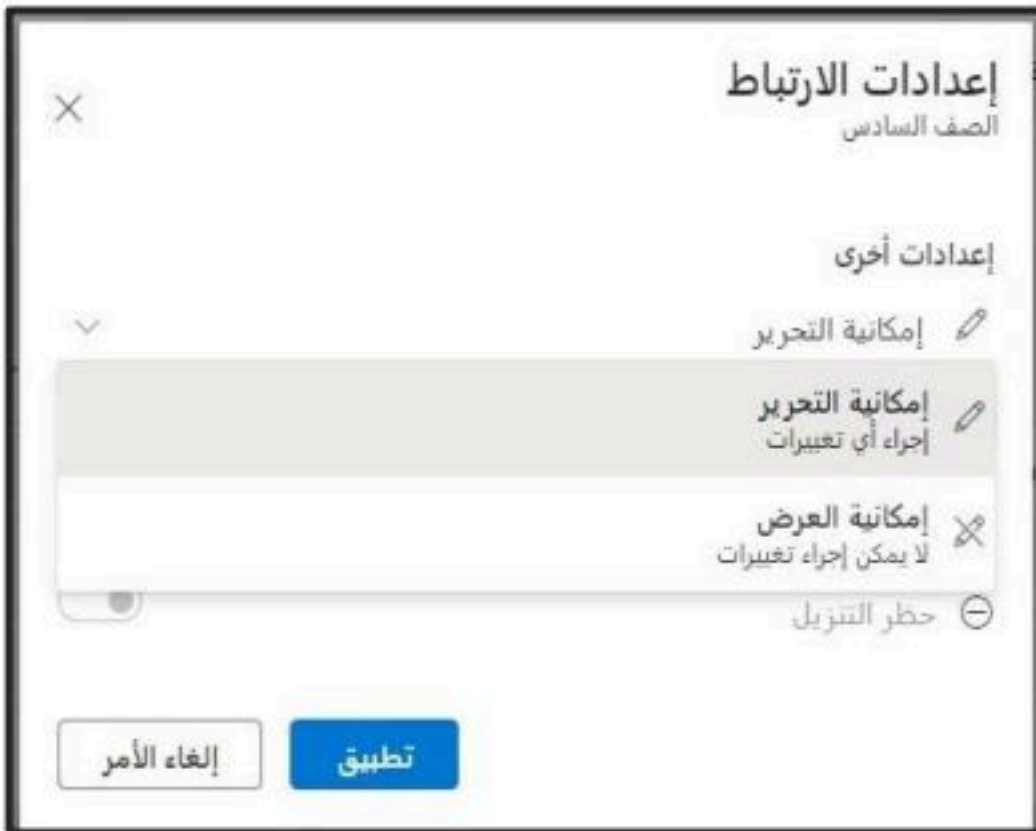 إعدادات الارتباط
الصف السادس
إعدادات أخرى
إمكانية التحرير
إمكانية التحرير
إجراء أي تغييرات
إمكانية العرض
لا يمكن إجراء تغييرات
حظر التنزيل
تطبيق
إلغاء الأمر